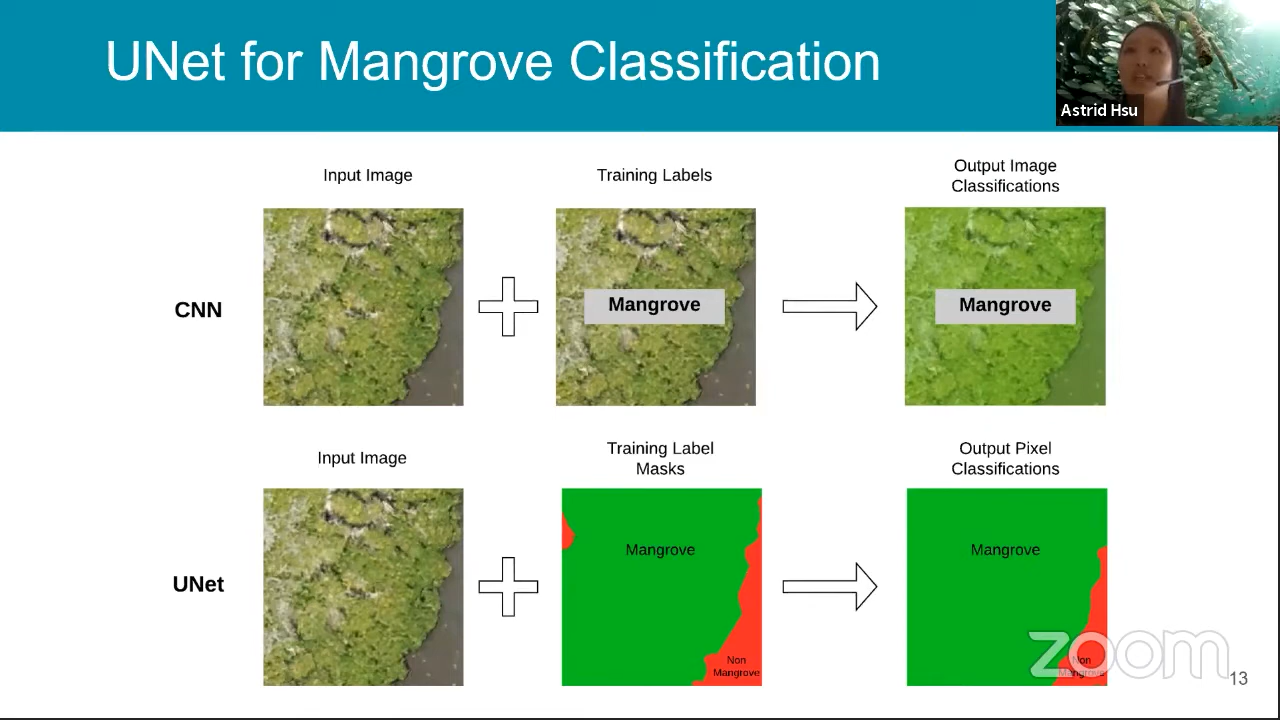 UNet for Mangrove Classification
Astrid Hsu
Input Image
Training Labels
Output Image
Classifications
CNN
Mangrove
Mangrove
Input Image
Training Label
Masks
Output Pixel
Classifications
UNet
Mangrove
Mangrove
Non
Mangrove
Non
Mangrove
zoom
13